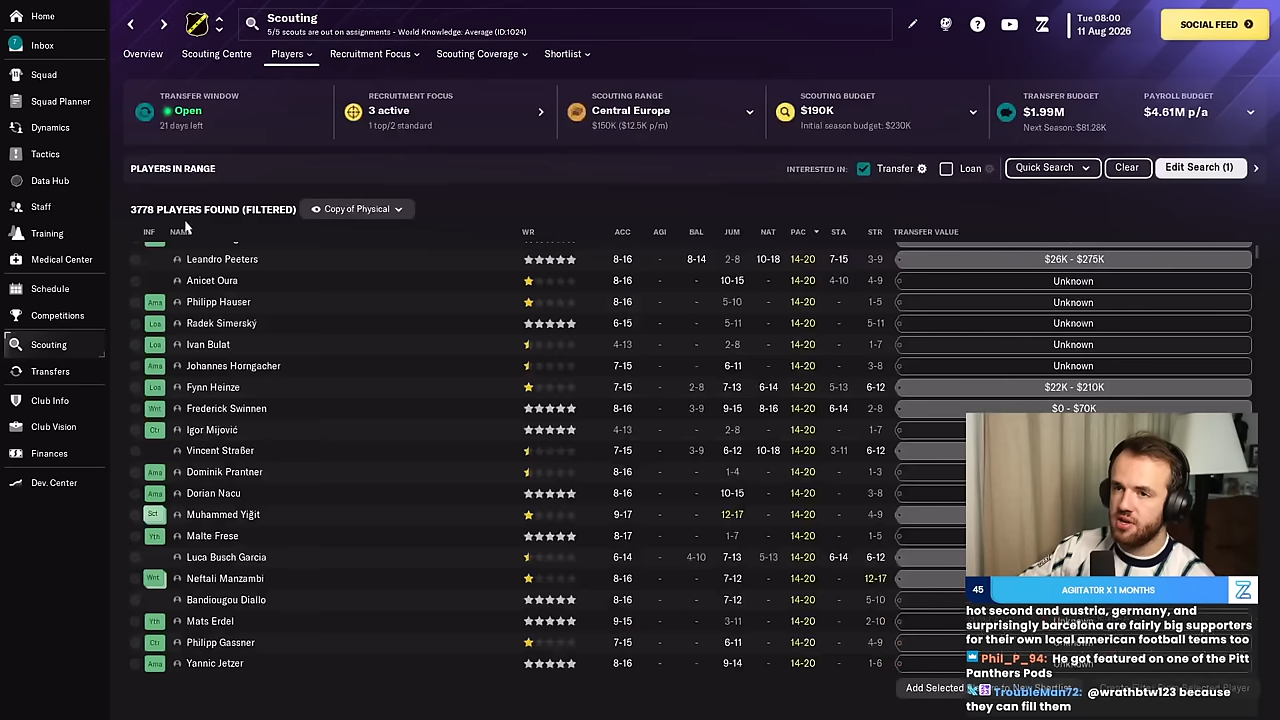 Home
Inbox
7
Squad
Squad Planner
Dynamics
Tactics
Data Hub
Staff
Training
Medical Center
Schedule
Competitions
Scouting
Transfers
Club Info
Club Vision
Finances
Dev. Center
Scouting
5/5 scouts are out on assignments - World Knowledge: Average (ID:1024)
Tue 08:00
11 Aug 2026
SOCIAL FEED
Overview Scouting Centre Players Recruitment Focus Scouting Coverage Shortlist
TRANSFER WINDOW
Open
21 days left
RECRUITMENT FOCUS
3 active
1 top/2 standard
SCOUTING RANGE
Central Europe
$150K ($12.5K p/m)
SCOUTING BUDGET
$190K
Initial season budget: $230K
TRANSFER BUDGET
$1.99M
Next Season: $81.28K
PAYROLL BUDGET
$4.61M p/a
PLAYERS IN RANGE
INTERESTED IN: Transfer Loan Quick Search Clear Edit Search (1)
3778 PLAYERS FOUND (FILTERED) Copy of Physical
INF NAME WR ACC AGI BAL JUM NAT PAC STA STR TRANSFER VALUE
Leandro Peeters 8-16 - 8-14 2-8 10-18 14-20 7-15 3-9 $26K - $275K
Anicet Oura 8-16 - - 10-15 - 14-20 4-10 4-9 Unknown
Ama Philipp Hauser 8-16 - - 5-10 - 14-20 - 1-5 Unknown
Loa Radek Simerský 6-15 - - 5-11 - 14-20 - 5-11 Unknown
Loa Ivan Bulat 4-13 - - 2-8 - 14-20 - 1-7 Unknown
Ama Johannes Horngacher 7-15 - - 6-11 - 14-20 - 3-8 Unknown
Loa Fynn Heinze 7-15 - 2-8 7-13 6-14 14-20 5-13 6-12 $22K - $210K
Wnt Frederick Swinnen 8-16 - 3-9 9-15 8-16 14-20 6-14 2-8 $0 - $70K
Ctr Igor Mijović 4-13 - - 2-8 - 14-20 - 1-7
Vincent Straßer 7-15 - 3-9 6-12 10-18 14-20 3-11 6-12
Ama Dominik Prantner 8-16 - - 1-4 - 14-20 - 1-3
Ama Dorian Nacu 8-16 - - 10-15 - 14-20 - 3-8
Sct Muhammed Yiğit 9-17 - - 12-17 - 14-20 - 4-9
Yth Malte Frese 8-17 - - 1-7 - 14-20 - 1-5
Luca Busch Garcia 6-14 - 4-10 7-13 5-13 14-20 6-14 6-12
Wnt Neftali Manzambi 8-16 - - 7-12 - 14-20 - 12-17
Bandiougou Diallo 8-16 - - 7-12 - 14-20 - 5-10
Yth Mats Erdel 9-15 - - 3-11 - 14-20 - 2-10
Ctr Philipp Gassner 7-15 - - 6-11 - 14-20 - 4-9
Ama Yannic Jetzer 8-16 - - 9-14 - 14-20 - 1-6
Add Selected
45 AGIITAT0R X 1 MONTHS
hot second and austria, germany, and
surprisingly barcelona are fairly big supporters
for their own local american football teams too
Phil_P_94: He got featured on one of the Pitt
Panthers Pods
TroubleMan72: @wrathbtw123 because
they can fill them